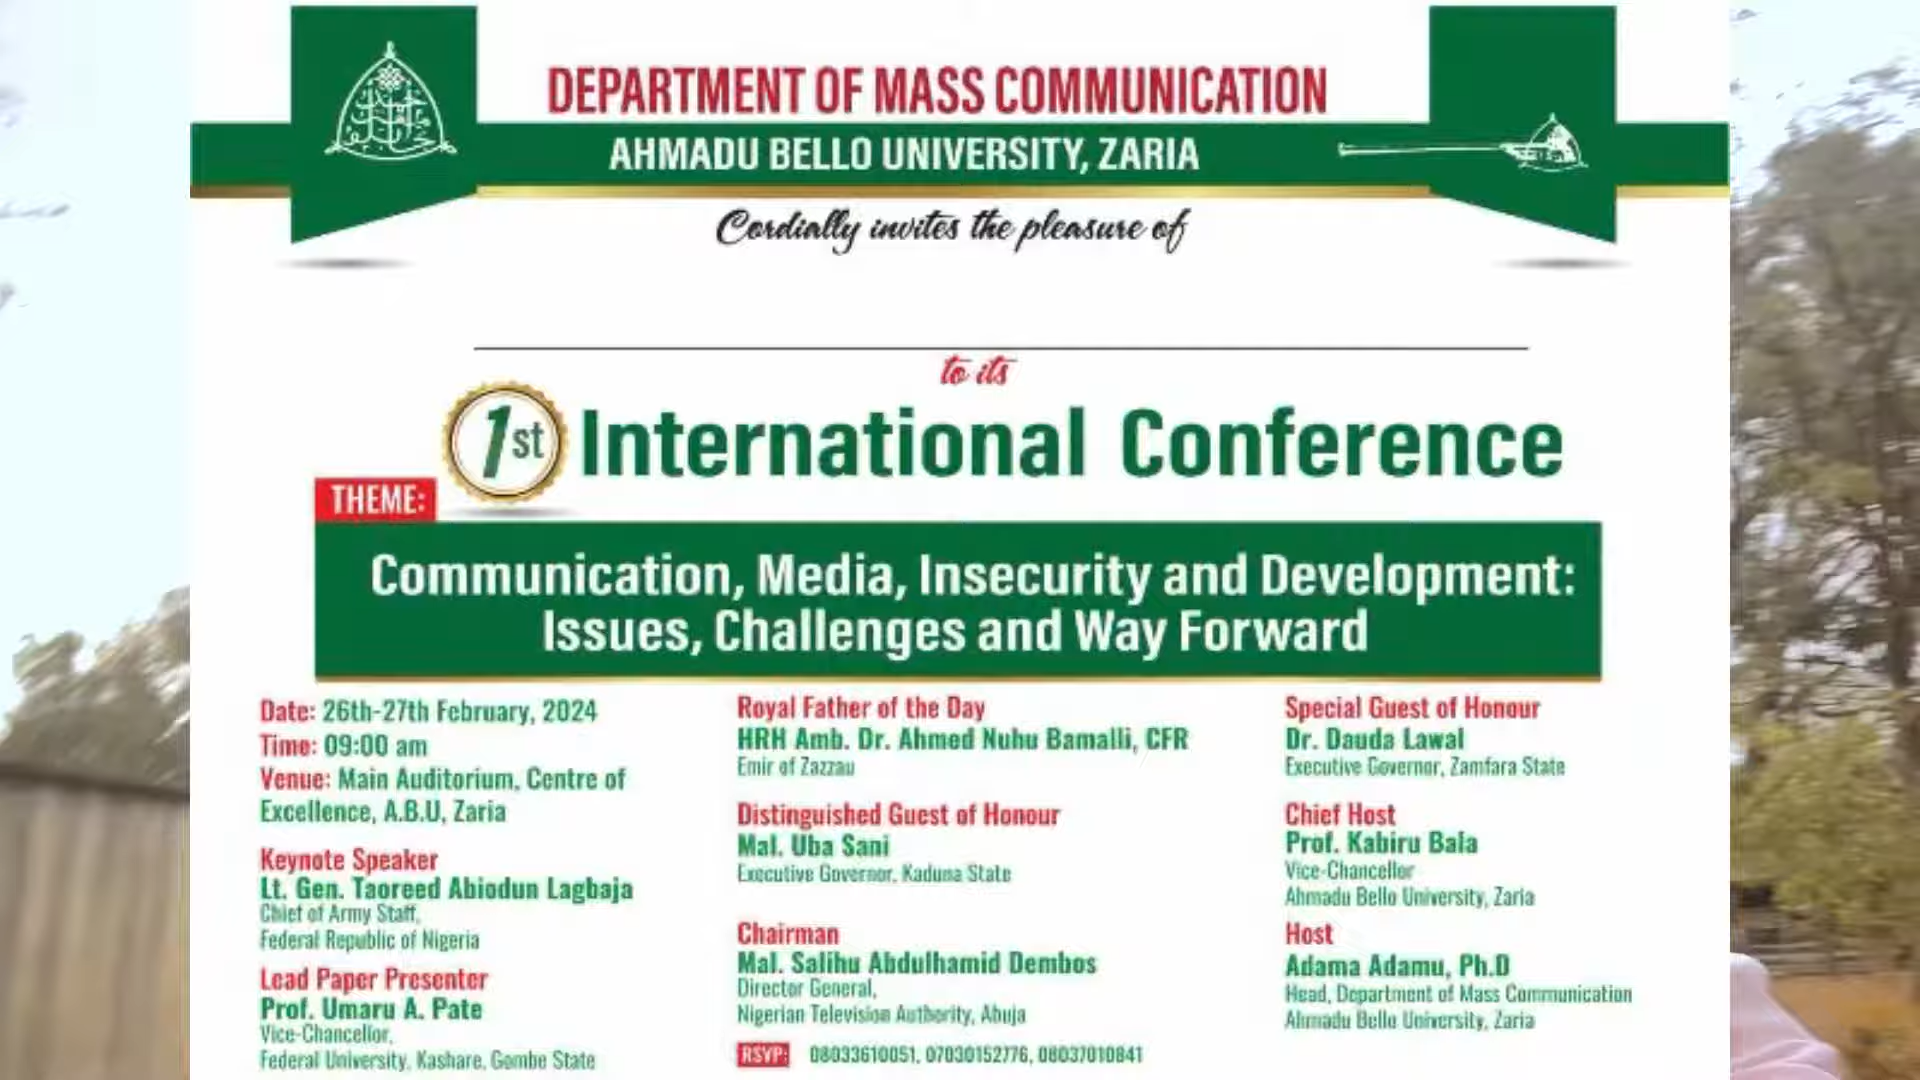 DEPARTMENT OF MASS COMMUNICATION
AHMADU BELLO UNIVERSITY, ZARIA
Cordially invites the pleasure of
to its
1st International Conference
THEME:
Communication, Media, Insecurity and Development:
Issues, Challenges and Way Forward
Date: 26th-27th February, 2024
Time: 09:00 am
Venue: Main Auditorium, Centre of
Excellence, A.B.U, Zaria
Keynote Speaker
Lt. Gen. Taoreed Abiodun Lagbaja
Chief of Army Staff,
Federal Republic of Nigeria
Lead Paper Presenter
Prof. Umaru A. Pate
Vice-Chancellor,
Federal University, Kashare, Gombe State
Royal Father of the Day
HRH Amb. Dr. Ahmed Nuhu Bamalli, CFR
Emir of Zazzau
Distinguished Guest of Honour
Mal. Uba Sani
Executive Governor, Kaduna State
Chairman
Mal. Salihu Abdulhamid Dembos
Director General,
Nigerian Television Authority, Abuja
RSVP: 08033610051, 07030152776, 08037010841
Special Guest of Honour
Dr. Dauda Lawal
Executive Governor, Zamfara State
Chief Host
Prof. Kabiru Bala
Vice-Chancellor
Ahmadu Bello University, Zaria
Host
Adama Adamu, Ph.D
Head, Department of Mass Communication
Ahmadu Bello University, Zaria